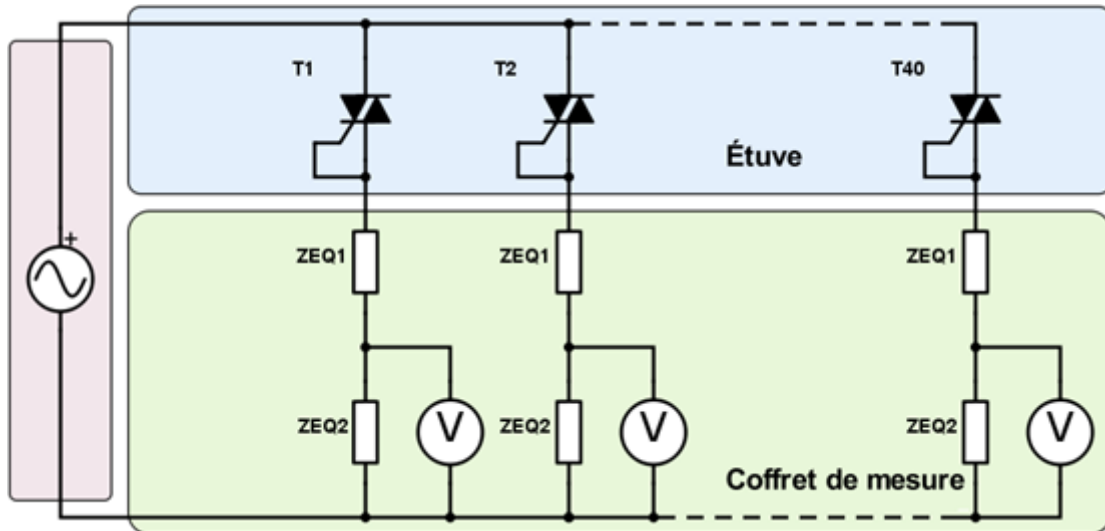 T1
T2
T40
Étuve
+
ZEQ1
ZEQ1
ZEQ1
ZEQ2
V
ZEQ2
V
ZEQ2
V
Coffret de mesure